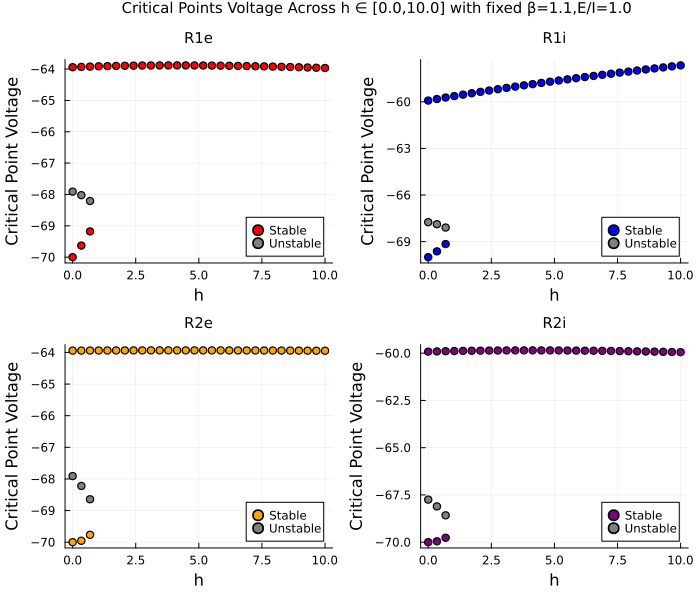 Critical Points Voltage Across h ∈ [0.0,10.0] with fixed β=1.1,E/I=1.0
R1e
Critical Point Voltage
−64
−65
−66
−67
−68
−69
−70
Stable
Unstable
0.0 2.5 5.0 7.5 10.0
h
R1i
Critical Point Voltage
−60
−63
−66
−69
Stable
Unstable
0.0 2.5 5.0 7.5 10.0
h
R2e
Critical Point Voltage
−64
−65
−66
−67
−68
−69
−70
Stable
Unstable
0.0 2.5 5.0 7.5 10.0
h
R2i
Critical Point Voltage
−60.0
−62.5
−65.0
−67.5
−70.0
Stable
Unstable
0.0 2.5 5.0 7.5 10.0
h